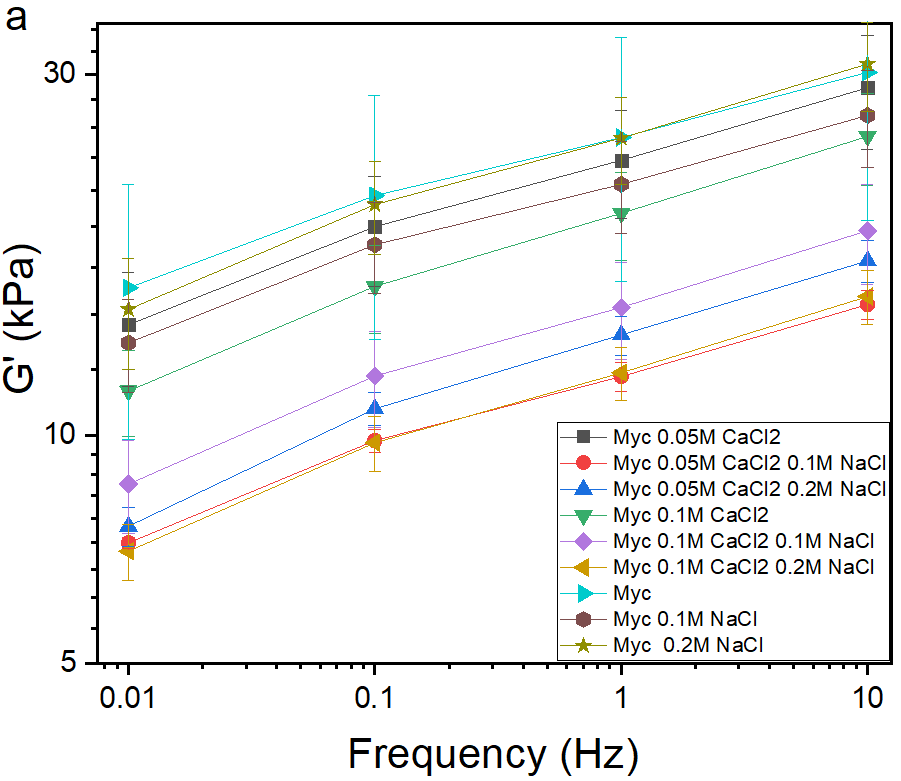 a
G' (kPa)
30
10
5
Myc 0.05M CaCl2
Myc 0.05M CaCl2 0.1M NaCl
Myc 0.05M CaCl2 0.2M NaCl
Myc 0.1M CaCl2
Myc 0.1M CaCl2 0.1M NaCl
Myc 0.1M CaCl2 0.2M NaCl
Myc
Myc 0.1M NaCl
Myc  0.2M NaCl
0.01 0.1 1 10
Frequency (Hz)